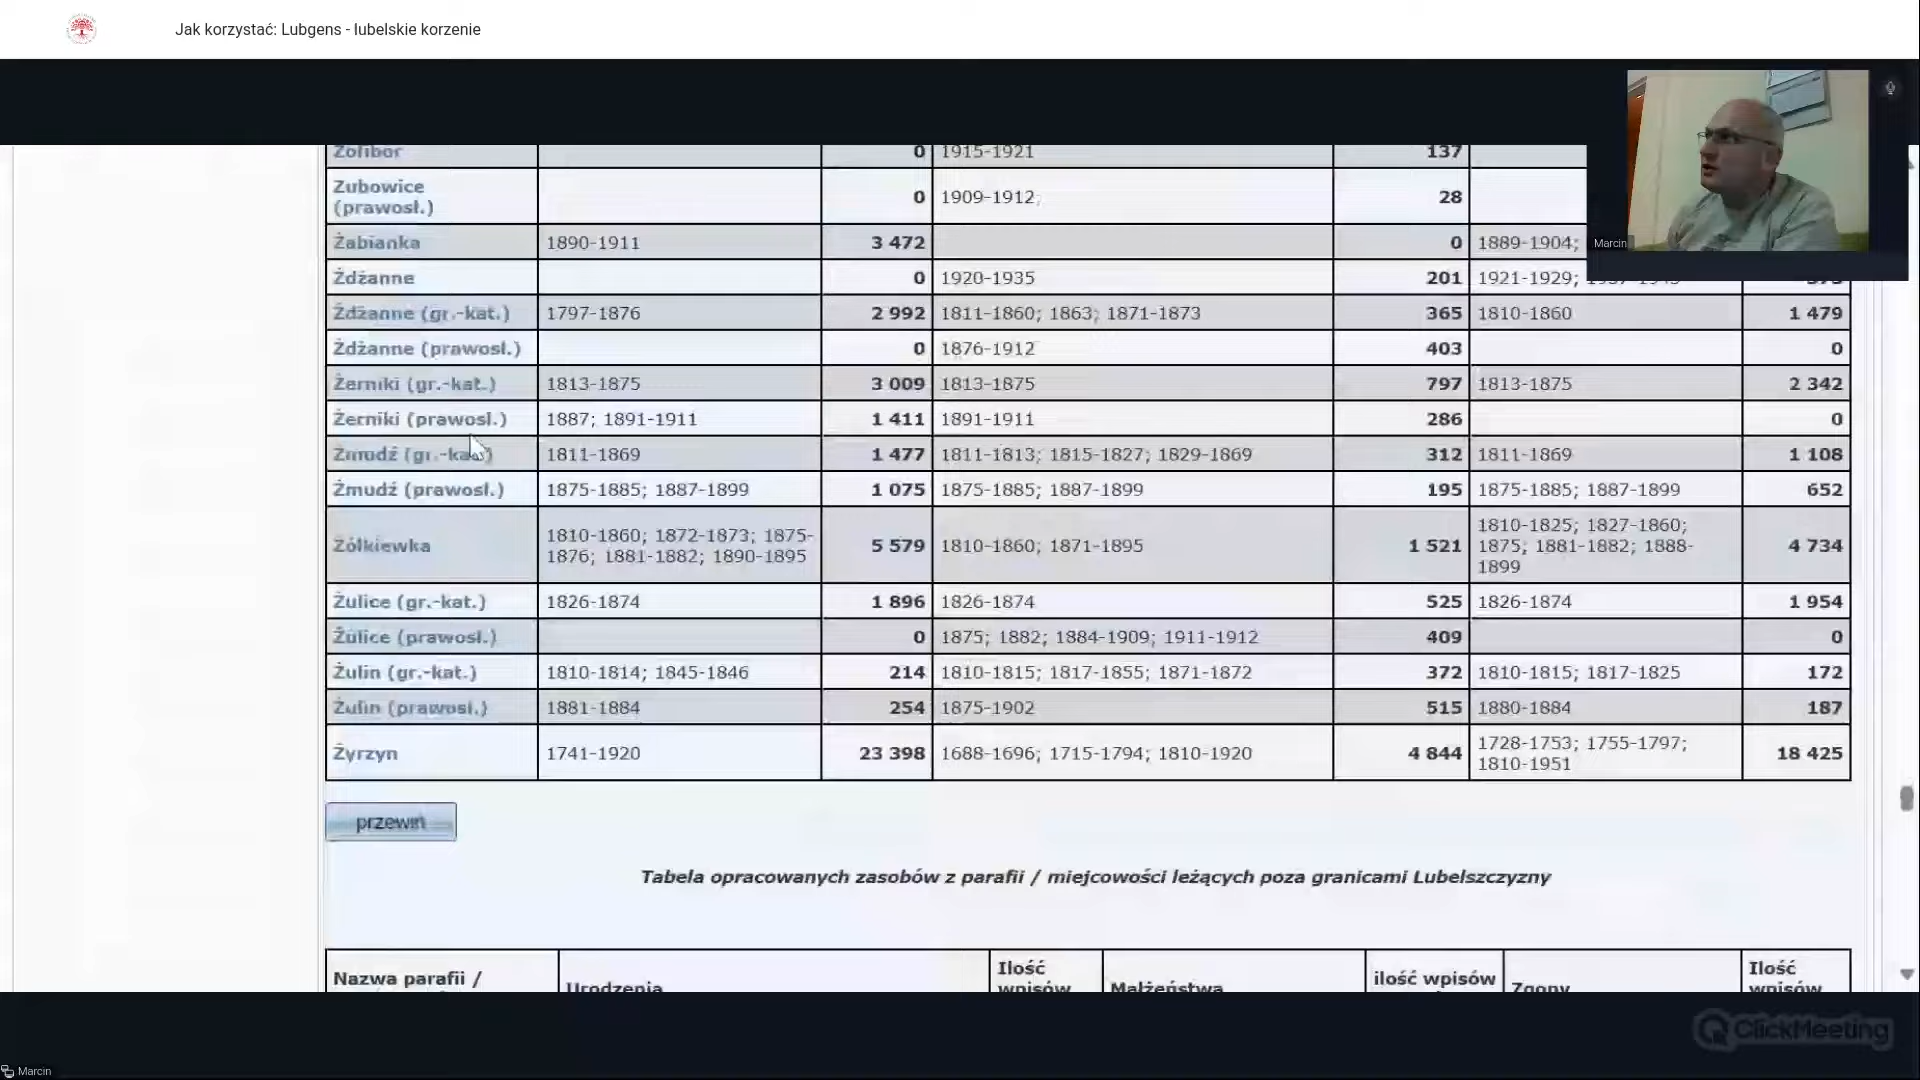 Jak korzystać: Lubgens - lubelskie korzenie
Marcin
Zofibor 0 1915-1921 137
Zubowice (prawosł.) 0 1909-1912; 28
Żabianka 1890-1911 3 472 0 1889-1904;
Żdżanne 0 1920-1935 201 1921-1929;
Żdżanne (gr.-kat.) 1797-1876 2 992 1811-1860; 1863; 1871-1873 365 1810-1860 1 479
Żdżanne (prawosł.) 0 1876-1912 403 0
Żerniki (gr.-kat.) 1813-1875 3 009 1813-1875 797 1813-1875 2 342
Żerniki (prawosł.) 1887; 1891-1911 1 411 1891-1911 286 0
Żmudź (gr.-kat.) 1811-1869 1 477 1811-1813; 1815-1827; 1829-1869 312 1811-1869 1 108
Żmudź (prawosł.) 1875-1885; 1887-1899 1 075 1875-1885; 1887-1899 195 1875-1885; 1887-1899 652
Żółkiewka 1810-1860; 1872-1873; 1875-1876; 1881-1882; 1890-1895 5 579 1810-1860; 1871-1895 1 521 1810-1825; 1827-1860; 1875; 1881-1882; 1888-1899 4 734
Żulice (gr.-kat.) 1826-1874 1 896 1826-1874 525 1826-1874 1 954
Żulice (prawosł.) 0 1875; 1882; 1884-1909; 1911-1912 409 0
Żulin (gr.-kat.) 1810-1814; 1845-1846 214 1810-1815; 1817-1855; 1871-1872 372 1810-1815; 1817-1825 172
Żulin (prawosł.) 1881-1884 254 1875-1902 515 1880-1884 187
Żyrzyn 1741-1920 23 398 1688-1696; 1715-1794; 1810-1920 4 844 1728-1753; 1755-1797; 1810-1951 18 425
przewiń
Tabela opracowanych zasobów z parafii / miejcowości leżących poza granicami Lubelszczyzny
Nazwa parafii / Urodzenia Ilość wpisów Małżeństwa ilość wpisów Zgony Ilość wpisów
ClickMeeting
Marcin